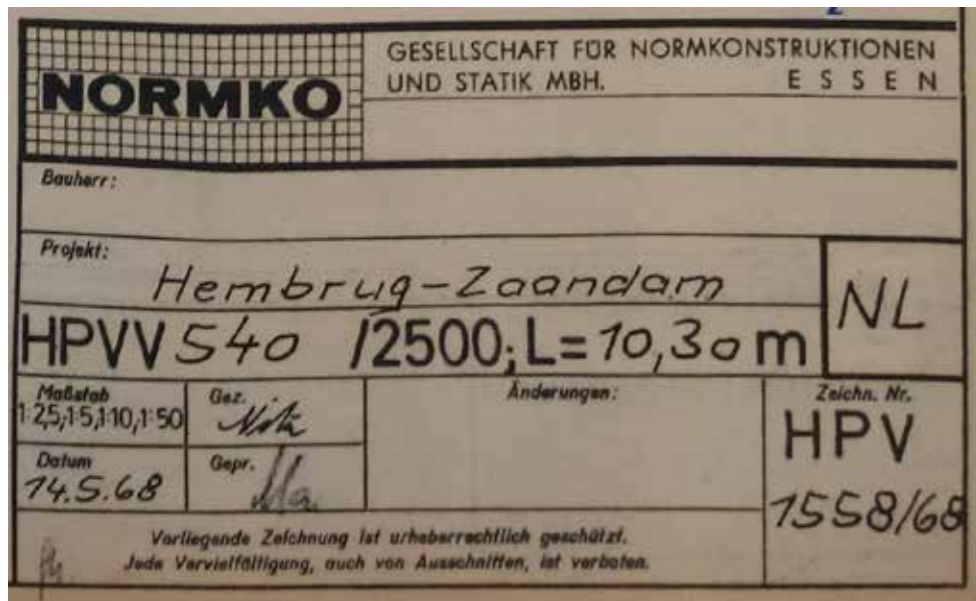 NORMKO
GESELLSCHAFT FÜR NORMKONSTRUKTIONEN
UND STATIK MBH. ESSEN
Bauherr:
Projekt:
Hembrug-Zaandam
NL
HPVV 540 /2500; L= 10,30 m
Maßstab
1:2,5,1:5,1:10,1:50
Gez.
Änderungen:
Zeichn. Nr.
HPV
1558/68
Datum
14.5.68
Gepr.
Vorliegende Zeichnung ist urheberrechtlich geschützt.
Jede Vervielfältigung, auch von Ausschnitten, ist verboten.